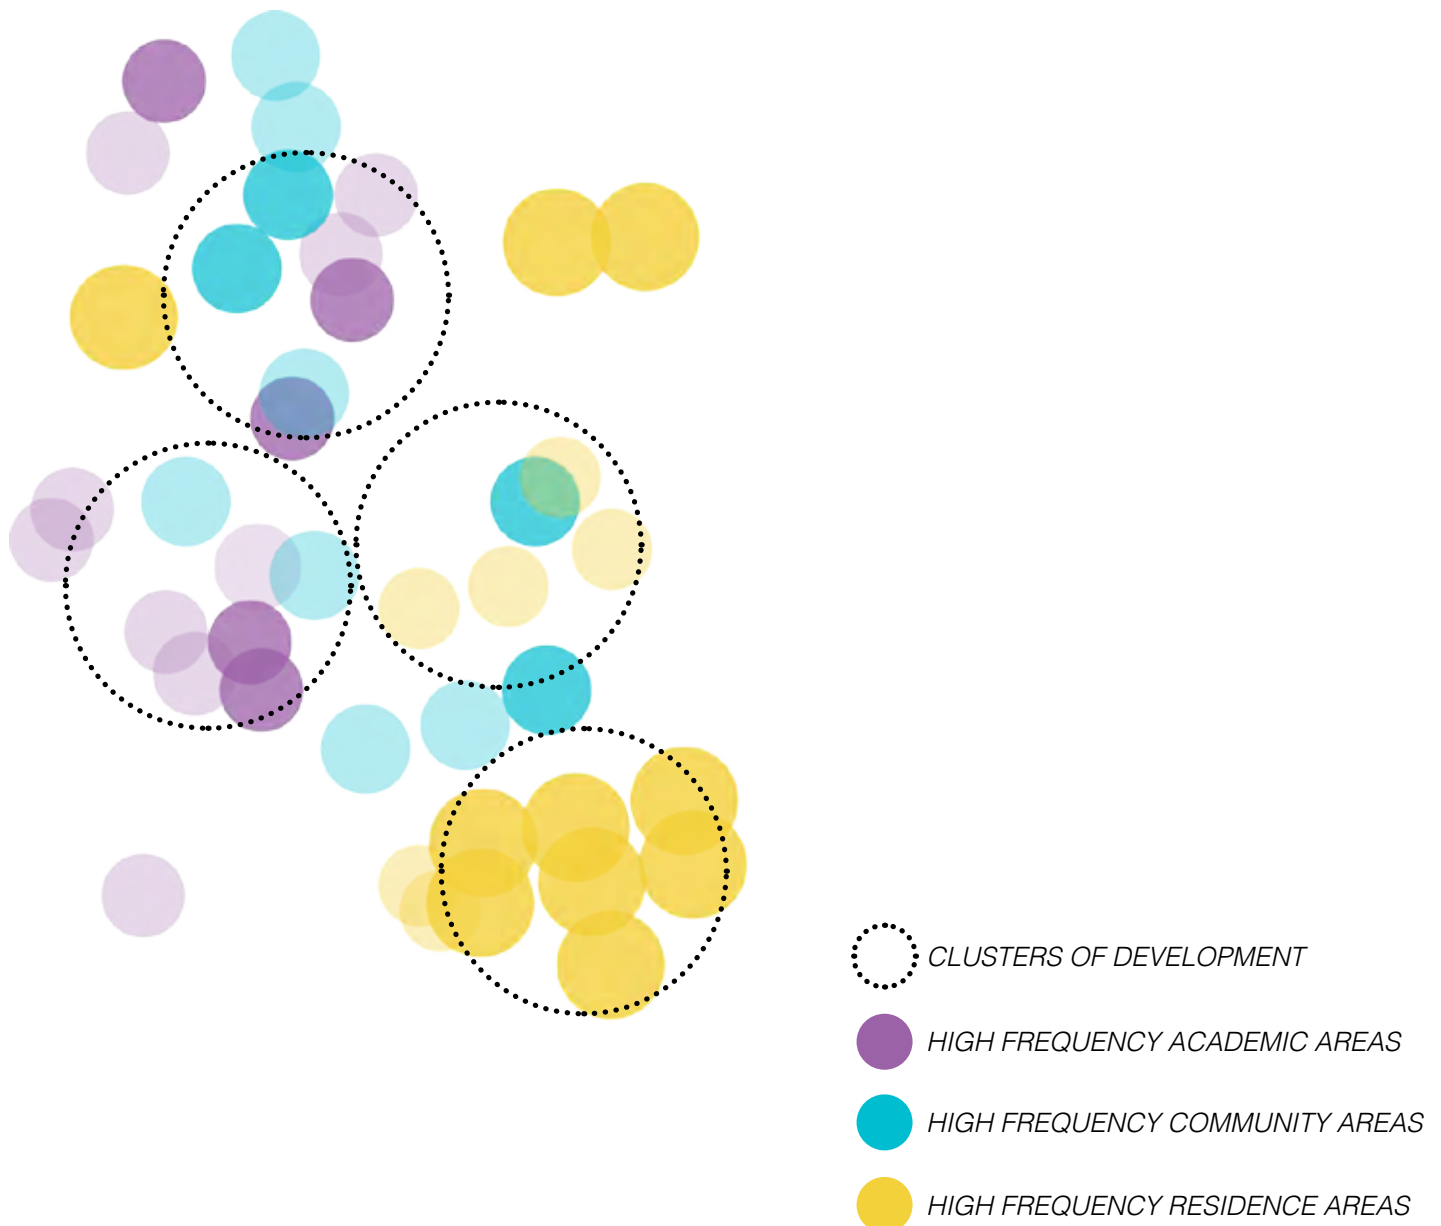 CLUSTERS OF DEVELOPMENT
HIGH FREQUENCY ACADEMIC AREAS
HIGH FREQUENCY COMMUNITY AREAS
HIGH FREQUENCY RESIDENCE AREAS